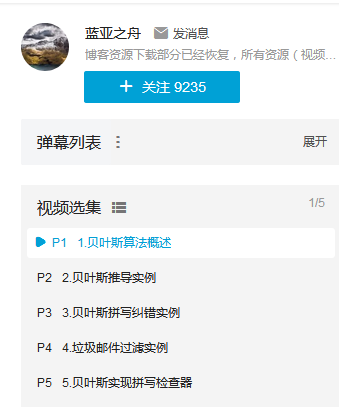 蓝亚之舟 发消息
博客资源下载部分已经恢复，所有资源（视频...
+ 关注 9235
弹幕列表 展开
视频选集 1/5
P1 1.贝叶斯算法概述
P2 2.贝叶斯推导实例
P3 3.贝叶斯拼写纠错实例
P4 4.垃圾邮件过滤实例
P5 5.贝叶斯实现拼写检查器